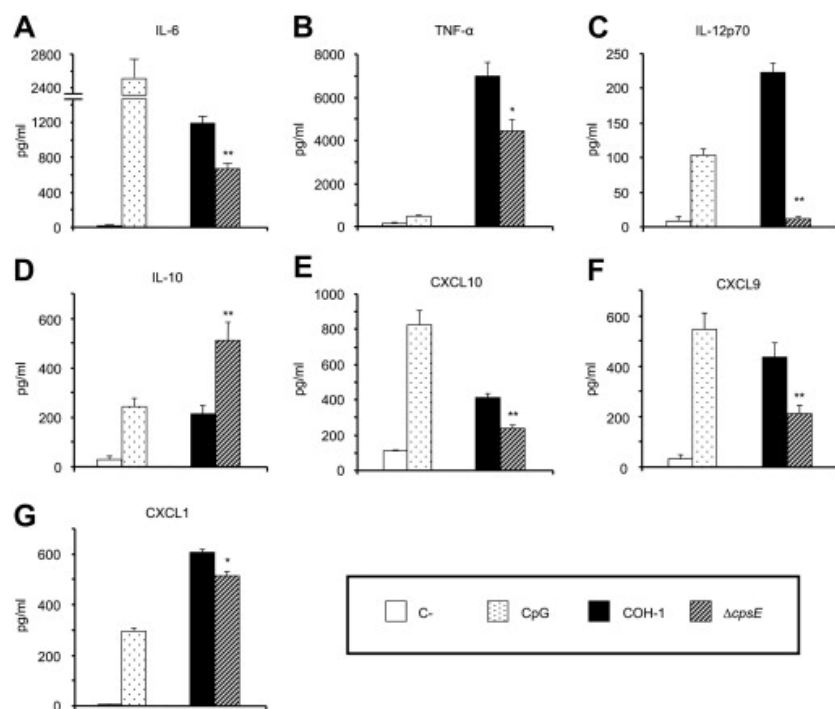 A
IL-6
2800
2400
1200
800
400
0
pg/ml
**
B
TNF-α
8000
6000
4000
2000
0
pg/ml
*
C
IL-12p70
250
200
150
100
50
0
pg/ml
**
D
IL-10
600
400
200
0
pg/ml
**
E
CXCL10
1000
800
600
400
200
0
pg/ml
**
F
CXCL9
600
400
200
0
pg/ml
**
G
CXCL1
600
400
200
0
pg/ml
*
C- CpG COH-1 ΔcpsE